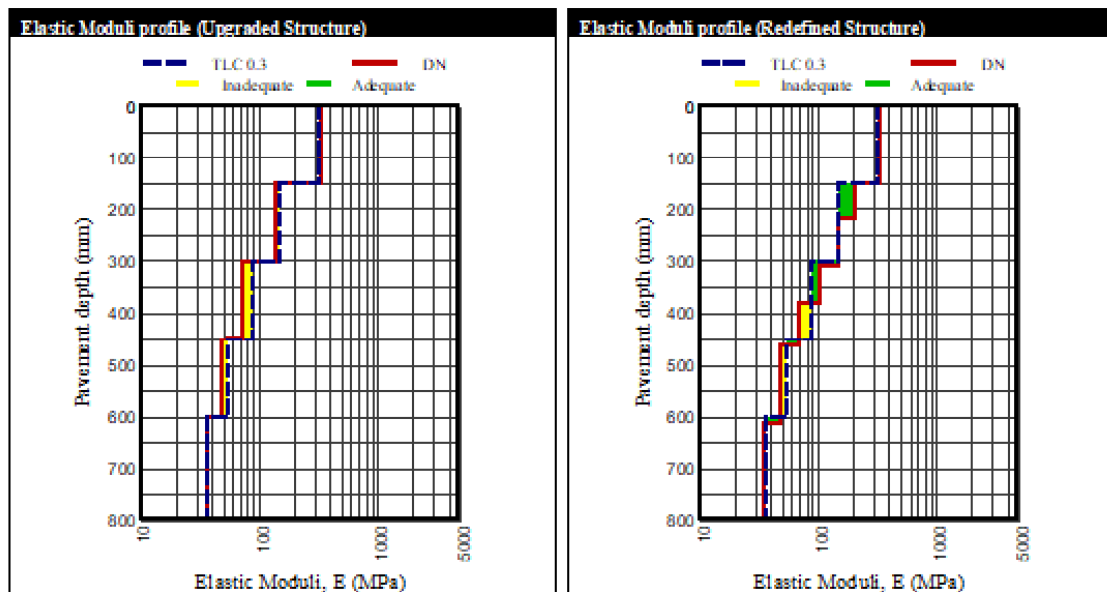 Elastic Moduli profile (Upgraded Structure)
TLC 0.3 DN
Inadequate Adequate
0
100
200
300
400
500
600
700
800
Pavement depth (mm)
10
100
1000
5000
Elastic Moduli, E (MPa)
Elastic Moduli profile (Redefined Structure)
TLC 0.3 DN
Inadequate Adequate
0
100
200
300
400
500
600
700
800
Pavement depth (mm)
10
100
1000
5000
Elastic Moduli, E (MPa)